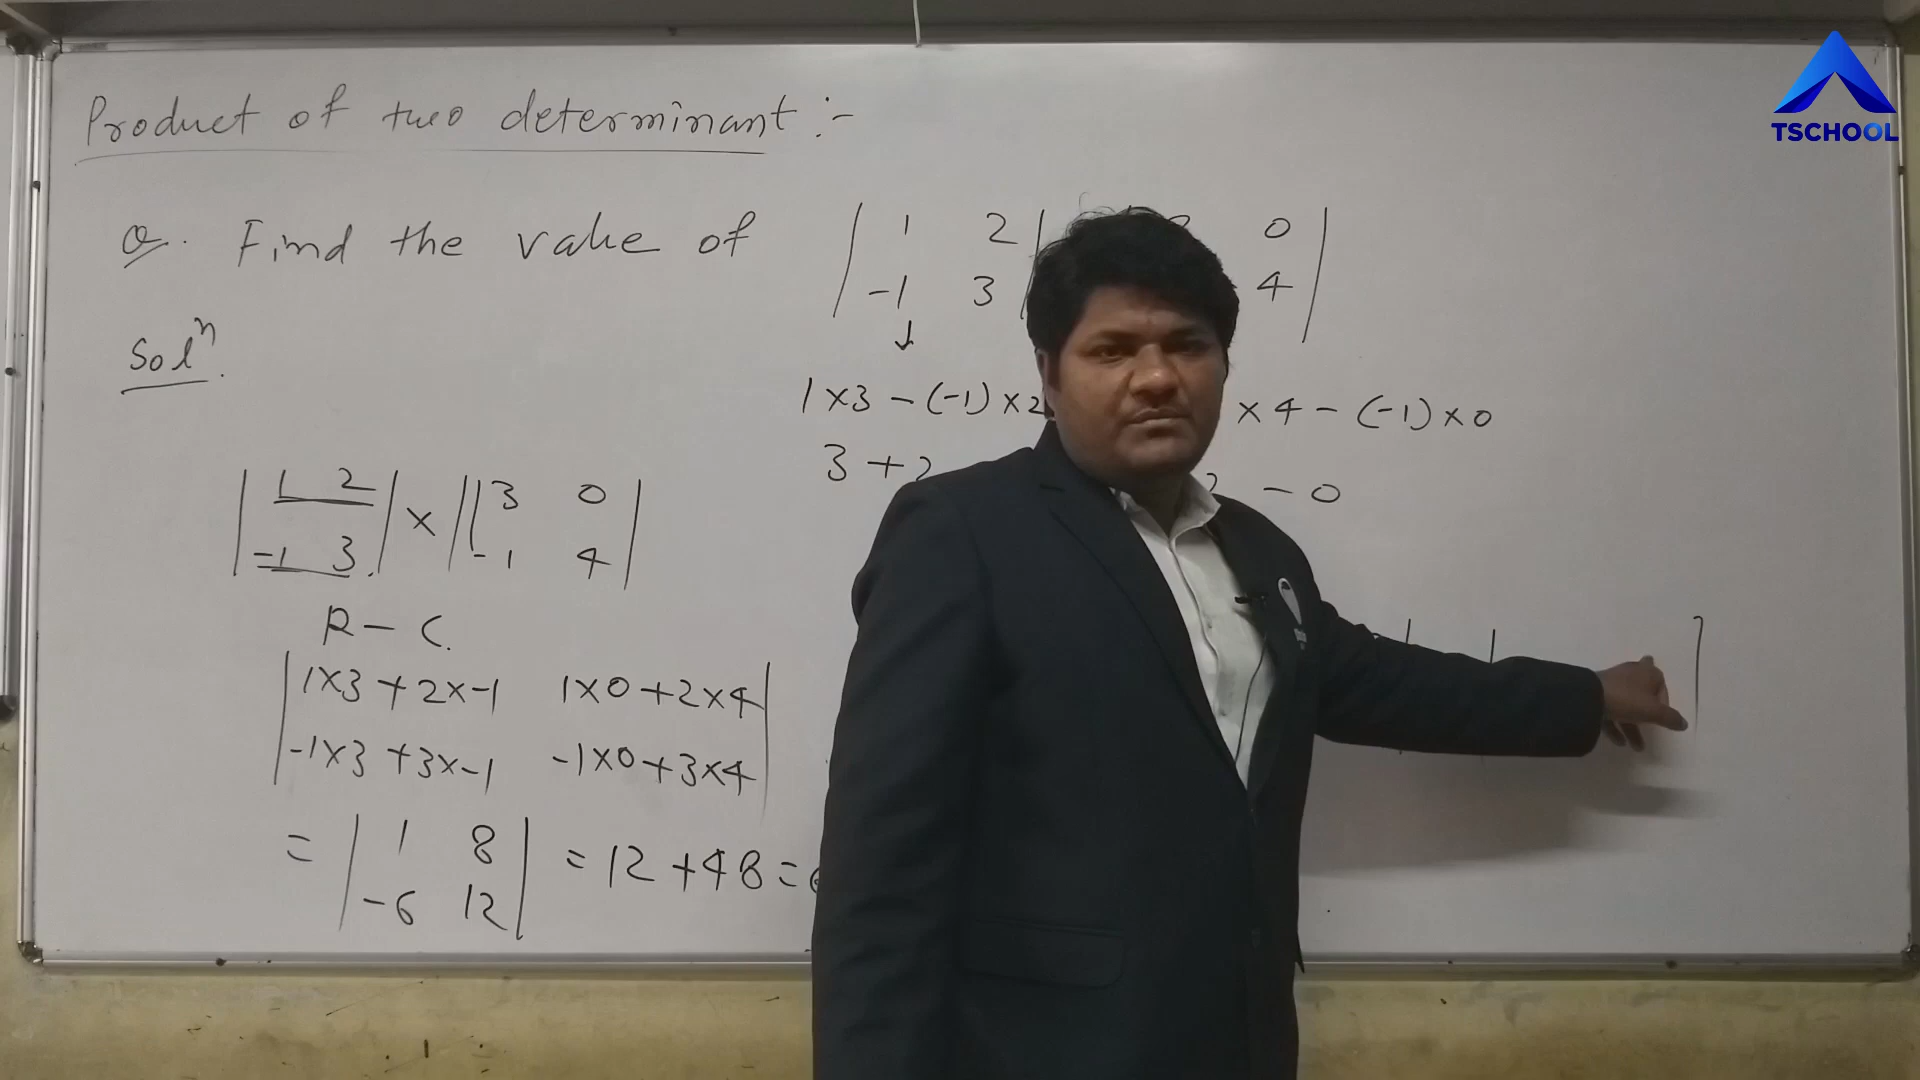 TSCHOOL
Product of two determinant :-
Q. Find the value of
| 1 2 | 0 |
| -1 3 | 4 |
↓
Solⁿ.
1×3 - (-1)×2 ×4 - (-1)×0
3 + 2 - 0
| 1 2 | × | 3 0 |
| -1 3 | × | -1 4 |
R - C.
| 1×3 + 2×-1 1×0 + 2×4 |
| -1×3 + 3×-1 -1×0 + 3×4 |
= | 1 8 | = 12 + 48 =
| -6 12 |